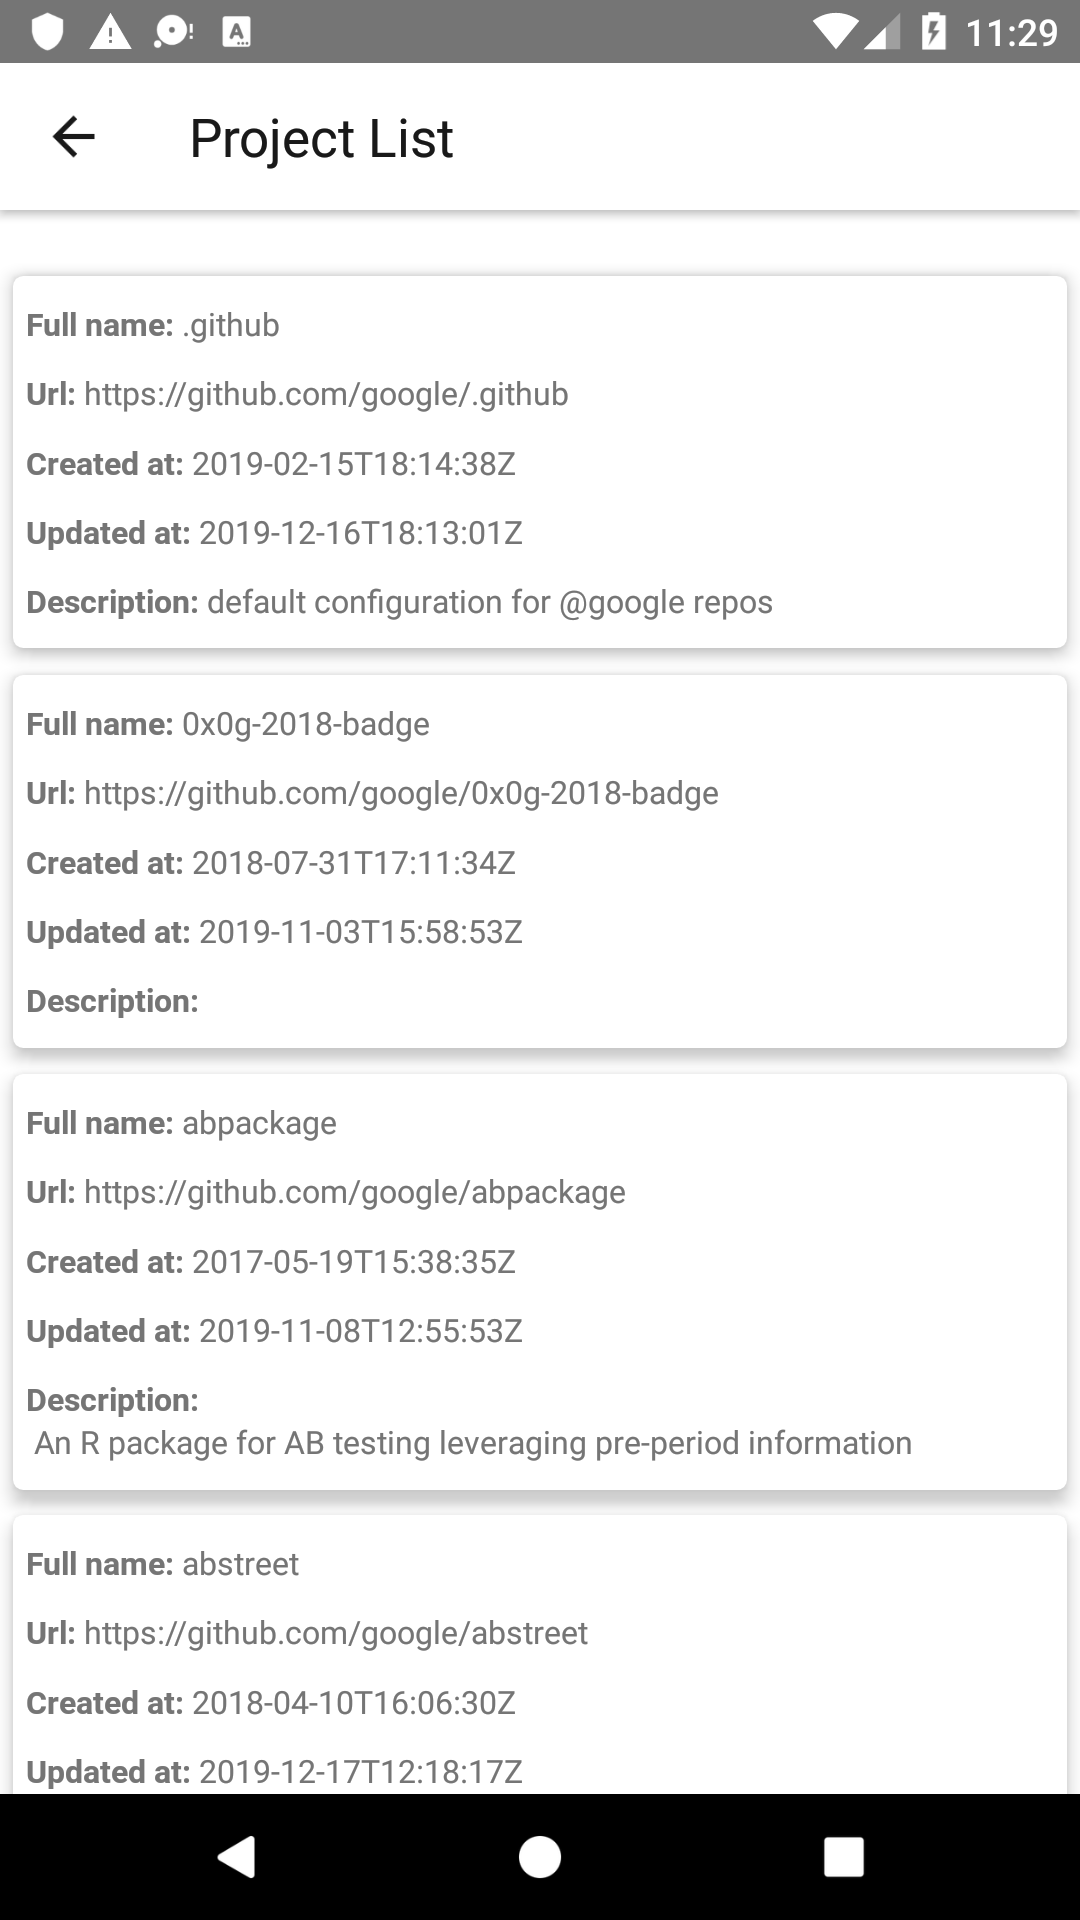 11:29
Project List
Full name: .github
Url: https://github.com/google/.github
Created at: 2019-02-15T18:14:38Z
Updated at: 2019-12-16T18:13:01Z
Description: default configuration for @google repos
Full name: 0x0g-2018-badge
Url: https://github.com/google/0x0g-2018-badge
Created at: 2018-07-31T17:11:34Z
Updated at: 2019-11-03T15:58:53Z
Description:
Full name: abpackage
Url: https://github.com/google/abpackage
Created at: 2017-05-19T15:38:35Z
Updated at: 2019-11-08T12:55:53Z
Description:
An R package for AB testing leveraging pre-period information
Full name: abstreet
Url: https://github.com/google/abstreet
Created at: 2018-04-10T16:06:30Z
Updated at: 2019-12-17T12:18:17Z